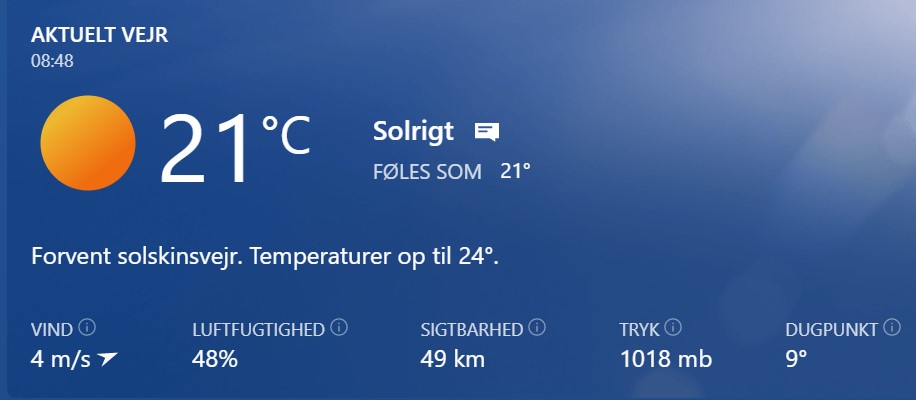 AKTUELT VEJR
08:48
21°C
Solrigt
FØLES SOM 21°
Forvent solskinsvejr. Temperaturer op til 24°.
VIND LUFTFUGTIGHED SIGTBARHED TRYK DUGPUNKT
4 m/s 48% 49 km 1018 mb 9°